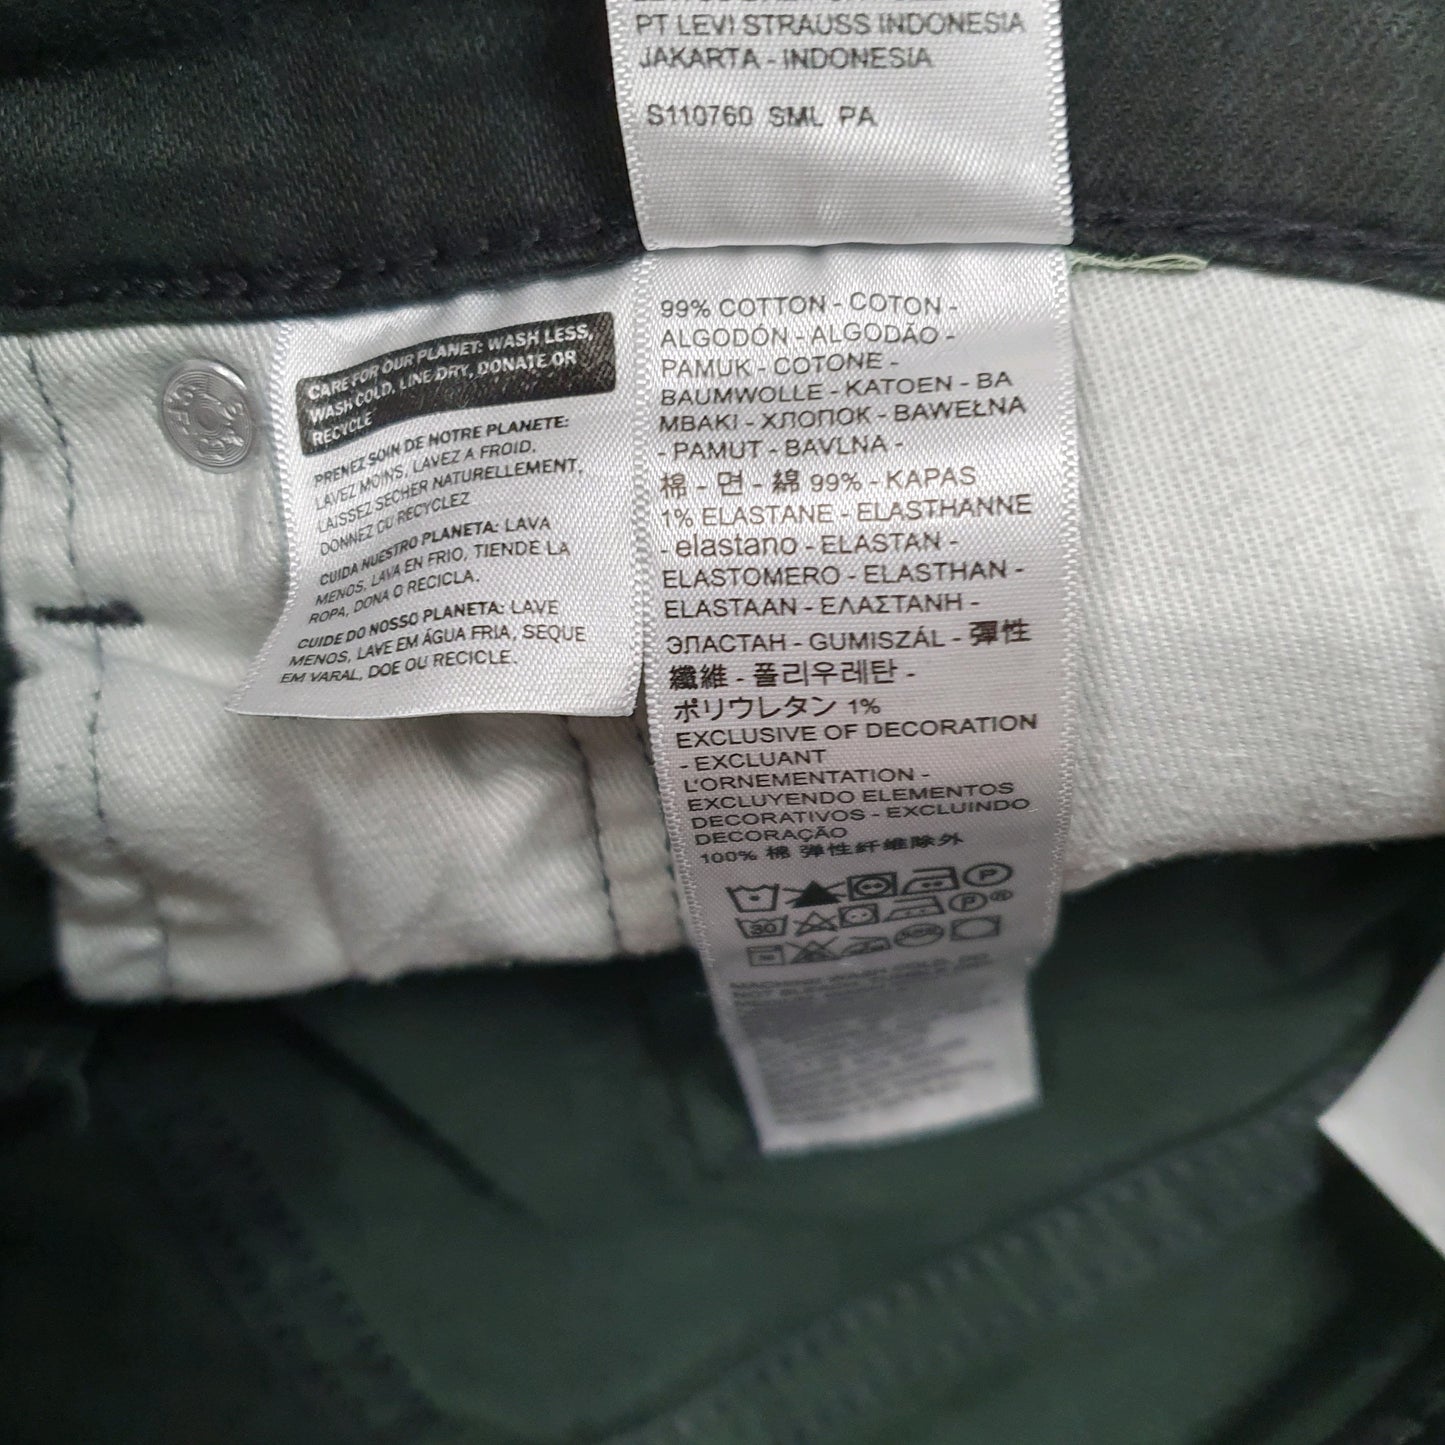 PT LEVI STRAUSS INDONESIA
JAKARTA - INDONESIA
S110760 SML PA
CARE FOR OUR PLANET: WASH LESS,
WASH COLD, LINE DRY, DONATE OR
RECYCLE
PRENEZ SOIN DE NOTRE PLANETE:
LAVEZ MOINS, LAVEZ A FROID,
LAISSEZ SECHER NATURELLEMENT,
DONNEZ OU RECYCLEZ
CUIDA NUESTRO PLANETA: LAVA
MENOS, LAVA EN FRIO, TIENDE LA
ROPA, DONA O RECICLA.
CUIDE DO NOSSO PLANETA: LAVE
MENOS, LAVE EM ÁGUA FRIA, SEQUE
EM VARAL, DOE OU RECICLE.
99% COTTON - COTON -
ALGODÓN - ALGODÃO -
PAMUK - COTONE -
BAUMWOLLE - KATOEN - BA
MBAKI - ХЛОПОК - BAWEŁNA
- PAMUT - BAVLNA -
棉 - 면 - 綿 99% - KAPAS
1% ELASTANE - ELASTHANNE
- elastano - ELASTAN -
ELASTOMERO - ELASTHAN -
ELASTAAN - ΕΛΑΣΤΑΝΗ -
ЭЛАСТАН - GUMISZÁL - 彈性
纖維 - 폴리우레탄 -
ポリウレタン 1%
EXCLUSIVE OF DECORATION
- EXCLUANT
L'ORNEMENTATION -
EXCLUYENDO ELEMENTOS
DECORATIVOS - EXCLUINDO
DECORAÇÃO
100% 棉 弹性纤维除外
P
30 P